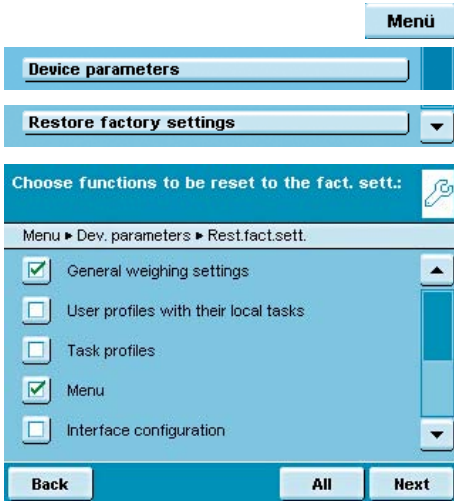 Menü
Device parameters
Restore factory settings
Choose functions to be reset to the fact. sett.:
Menu ▸ Dev. parameters ▸ Rest.fact.sett.
General weighing settings
User profiles with their local tasks
Task profiles
Menu
Interface configuration
Back All Next